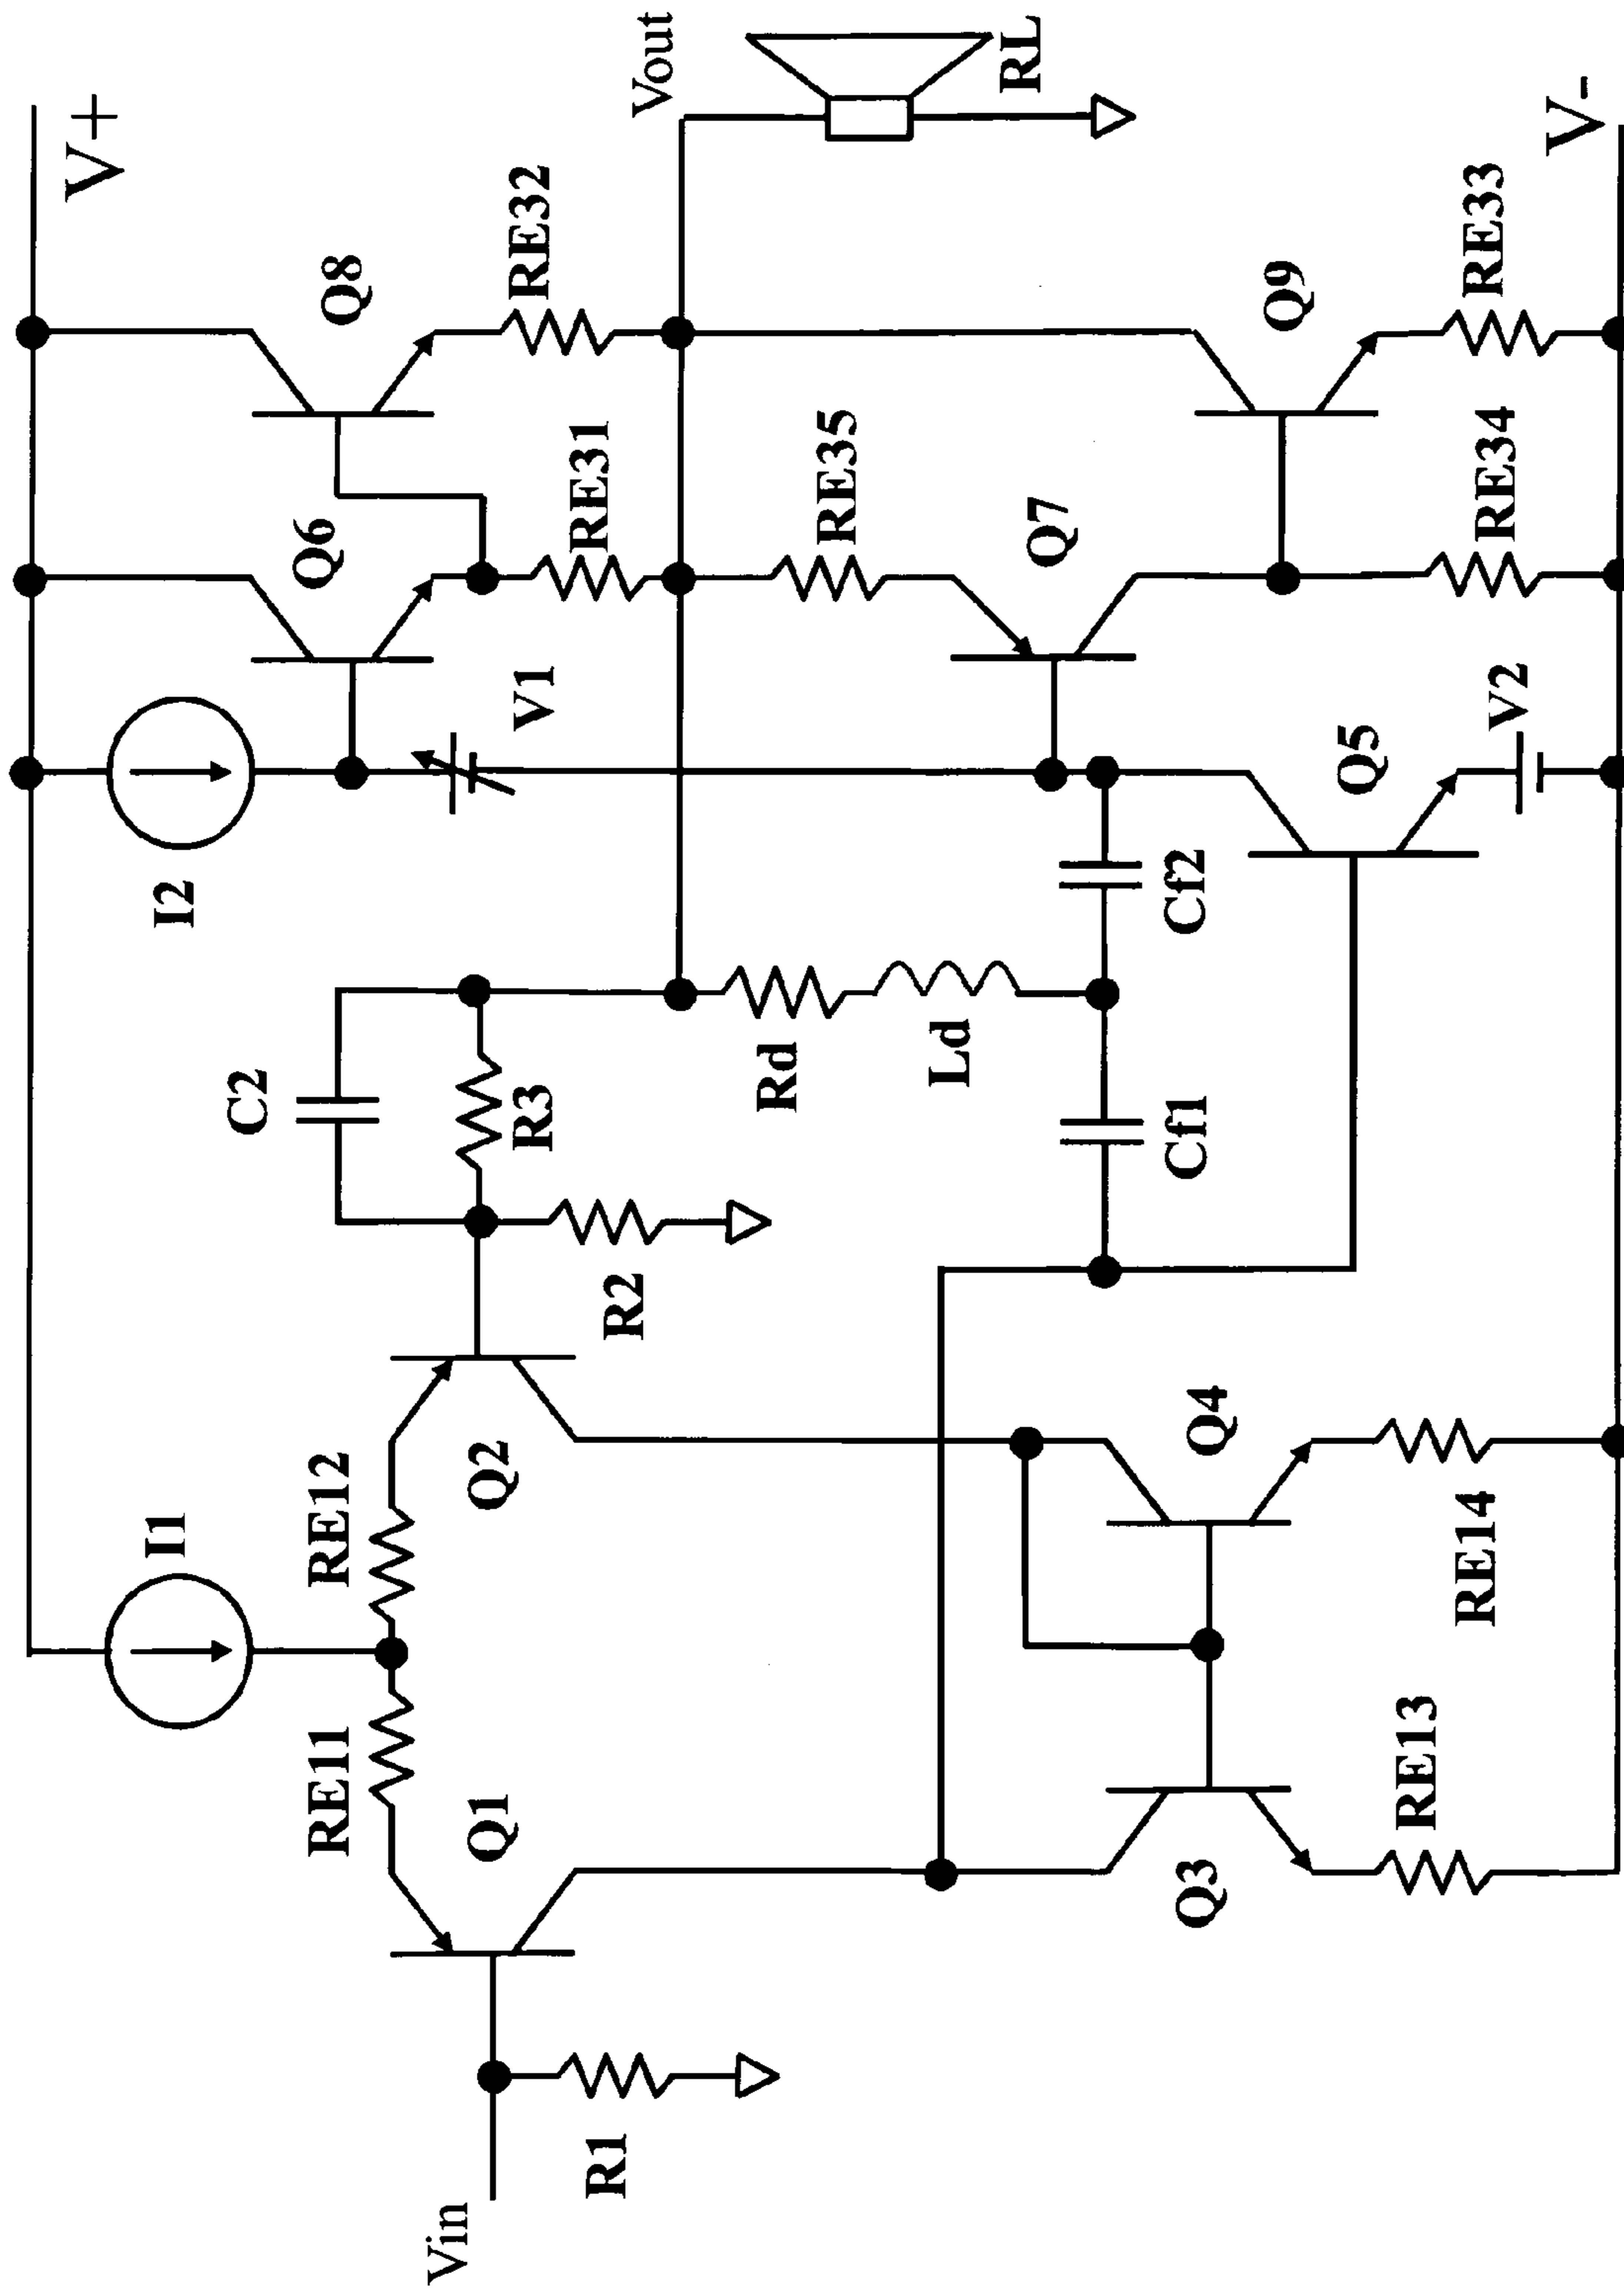 V+
I1
I2
Q6
Q8
RE11
RE12
C2
RE32
Vin
Q1
Q2
R3
V1
RE31
Vout
R1
R2
Rd
RE35
RL
Ld
Q7
Cf1
Cf2
Q3
Q4
Q5
Q9
RE13
RE14
V2
RE34
RE33
V-